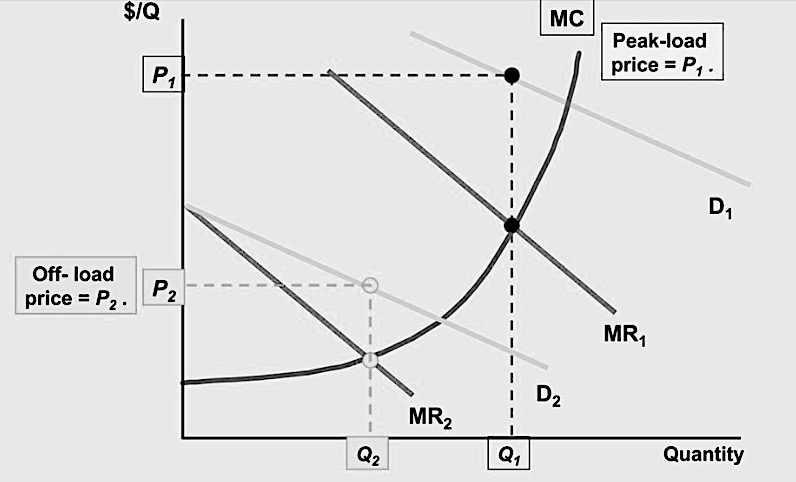 $/Q
MC
Peak-load
price = P₁ .
P₁
D₁
Off- load
price = P₂ .
P₂
MR₁
D₂
MR₂
Q₂
Q₁
Quantity